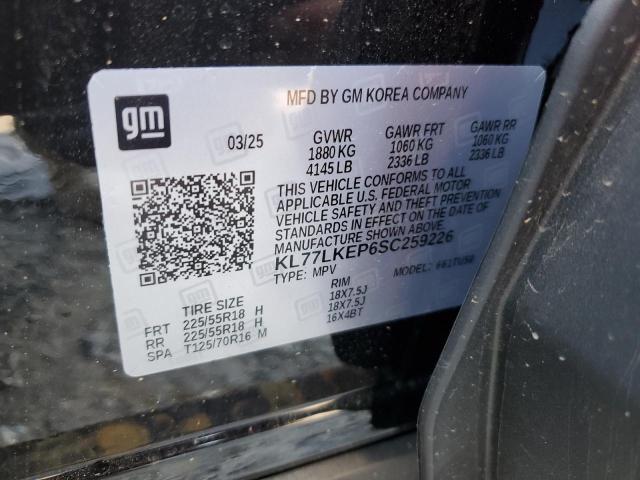 gm
MFD BY GM KOREA COMPANY
03/25 GVWR GAWR FRT GAWR RR
1880 KG 1060 KG 1060 KG
4145 LB 2336 LB 2336 LB
THIS VEHICLE CONFORMS TO ALL
APPLICABLE U.S. FEDERAL MOTOR
VEHICLE SAFETY AND THEFT PREVENTION
STANDARDS IN EFFECT ON THE DATE OF
MANUFACTURE SHOWN ABOVE.
KL77LKEP6SC259226
TYPE: MPV MODEL:
TIRE SIZE RIM
FRT 225/55R18 H 18X7.5J
RR 225/55R18 H 18X7.5J
SPA T125/70R16 M 16X4BT